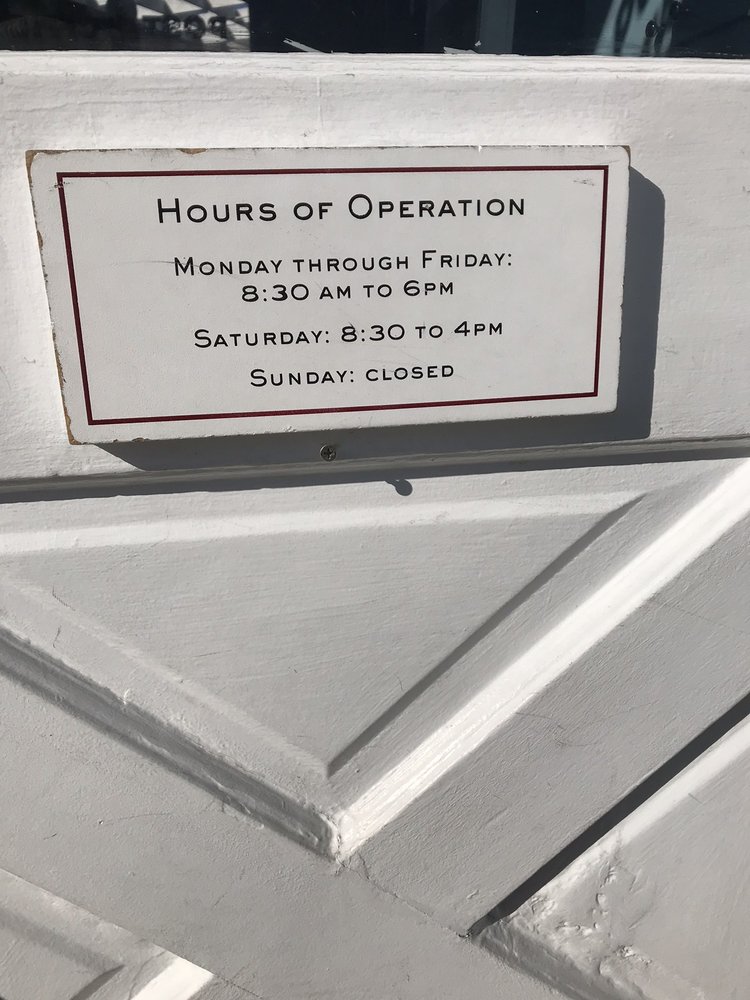 Hours of Operation
Monday through Friday:
8:30 am to 6pm
Saturday: 8:30 to 4pm
Sunday: closed